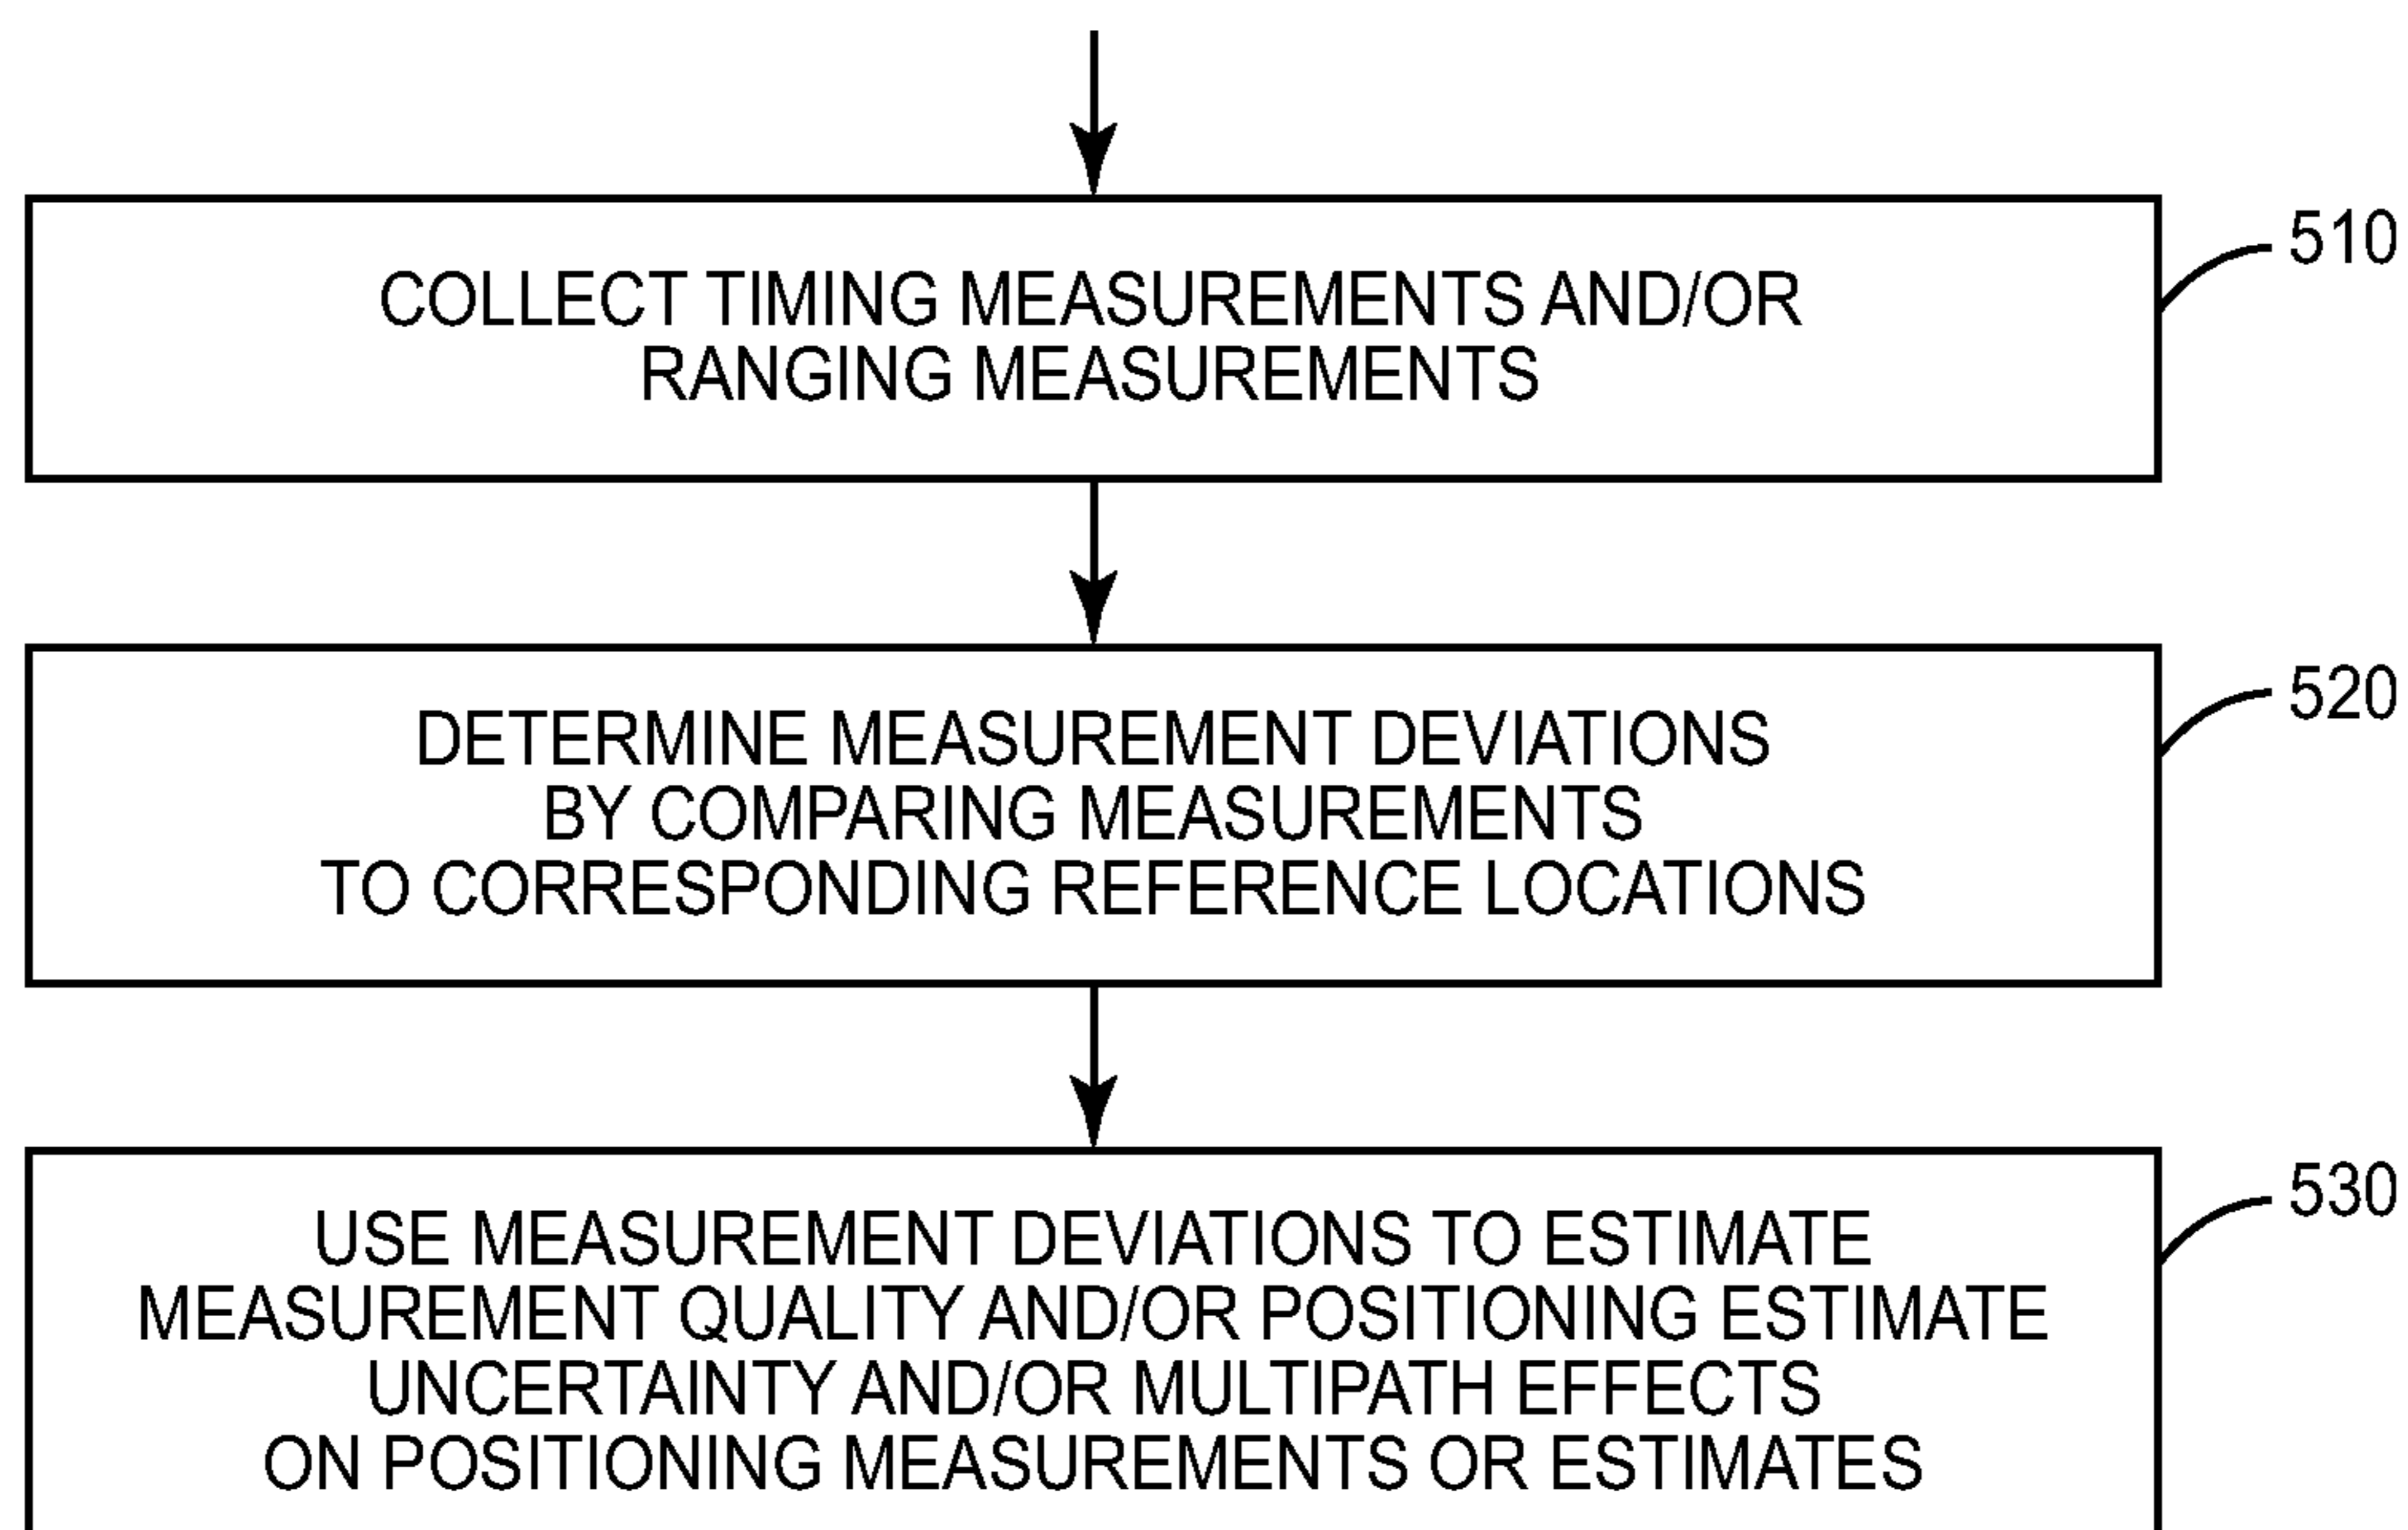 COLLECT TIMING MEASUREMENTS AND/OR
RANGING MEASUREMENTS
510
DETERMINE MEASUREMENT DEVIATIONS
BY COMPARING MEASUREMENTS
TO CORRESPONDING REFERENCE LOCATIONS
520
USE MEASUREMENT DEVIATIONS TO ESTIMATE
MEASUREMENT QUALITY AND/OR POSITIONING ESTIMATE
UNCERTAINTY AND/OR MULTIPATH EFFECTS
ON POSITIONING MEASUREMENTS OR ESTIMATES
530